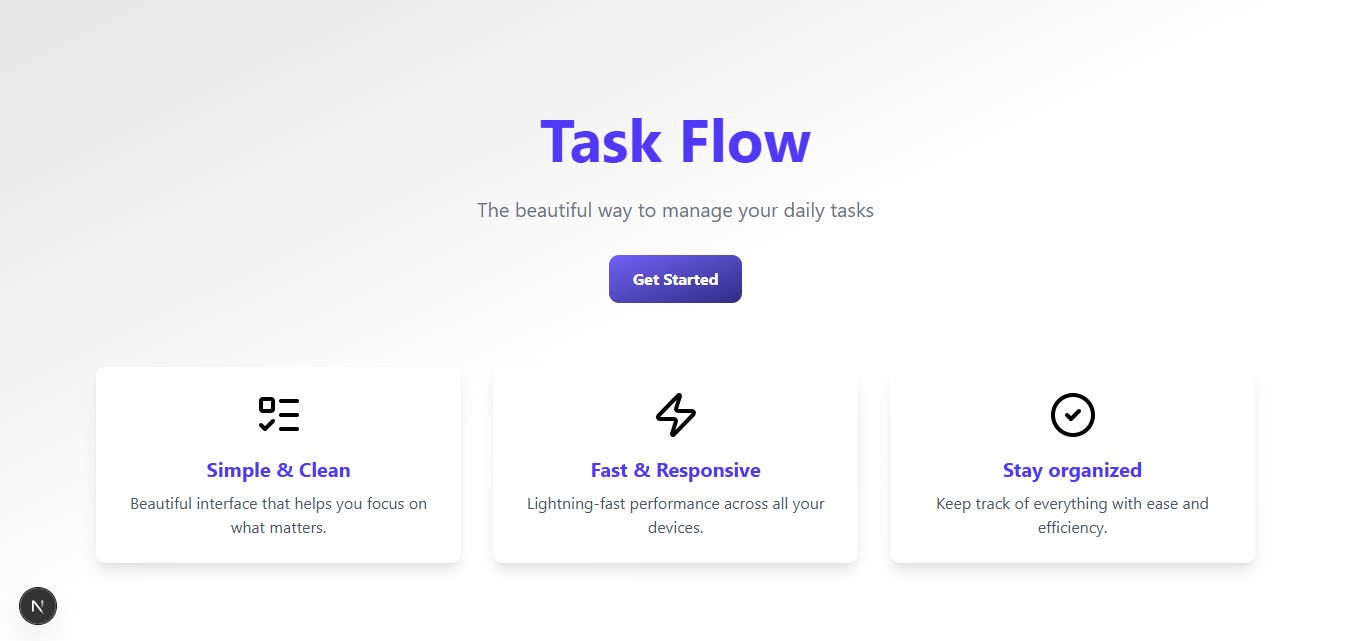 Task Flow
The beautiful way to manage your daily tasks
Get Started
Simple & Clean
Beautiful interface that helps you focus on
what matters.
Fast & Responsive
Lightning-fast performance across all your
devices.
Stay organized
Keep track of everything with ease and
efficiency.
N